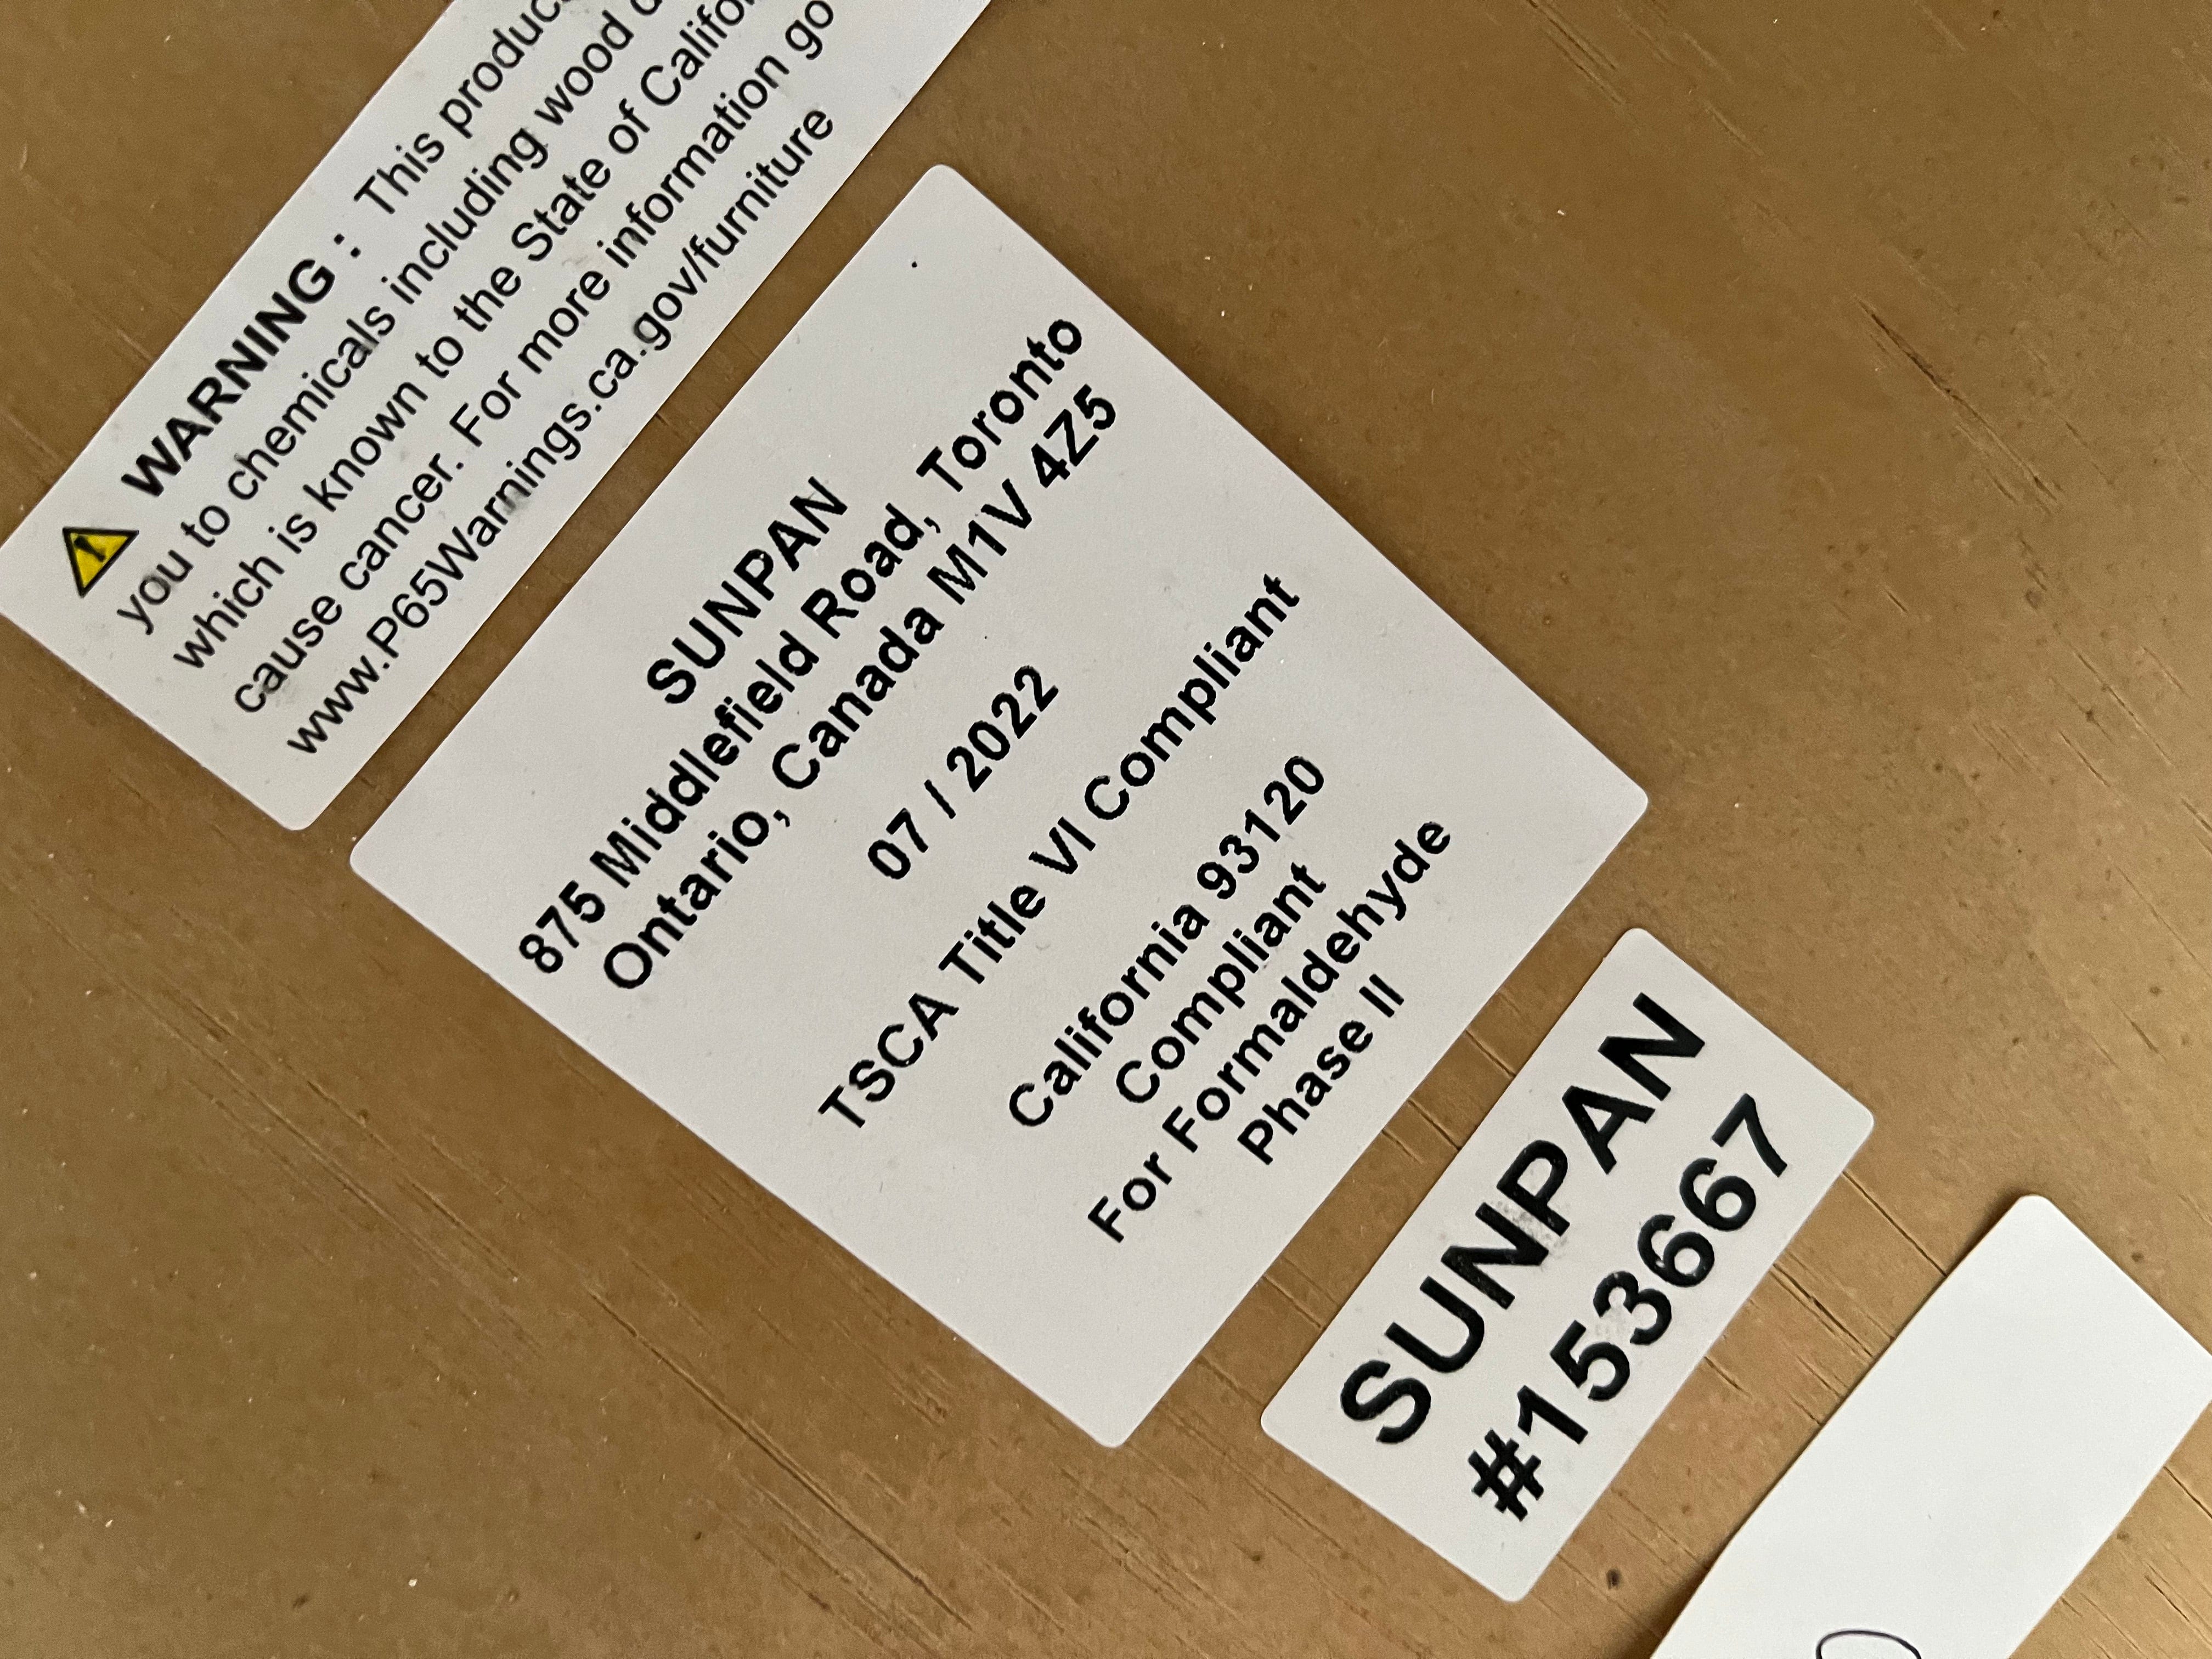 WARNING : This
you to chemicals including wood
which is known to the State of
cause cancer. For more information go
www.P65Warnings.ca.gov/furniture
SUNPAN
875 Middlefield Road, Toronto
Ontario, Canada M1V 4Z5
07 / 2022
TSCA Title VI Compliant
California 93120
Compliant
For Formaldehyde
Phase II
SUNPAN
#153667